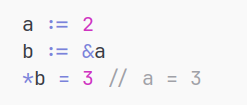 a := 2
b := &a
*b = 3 // a = 3